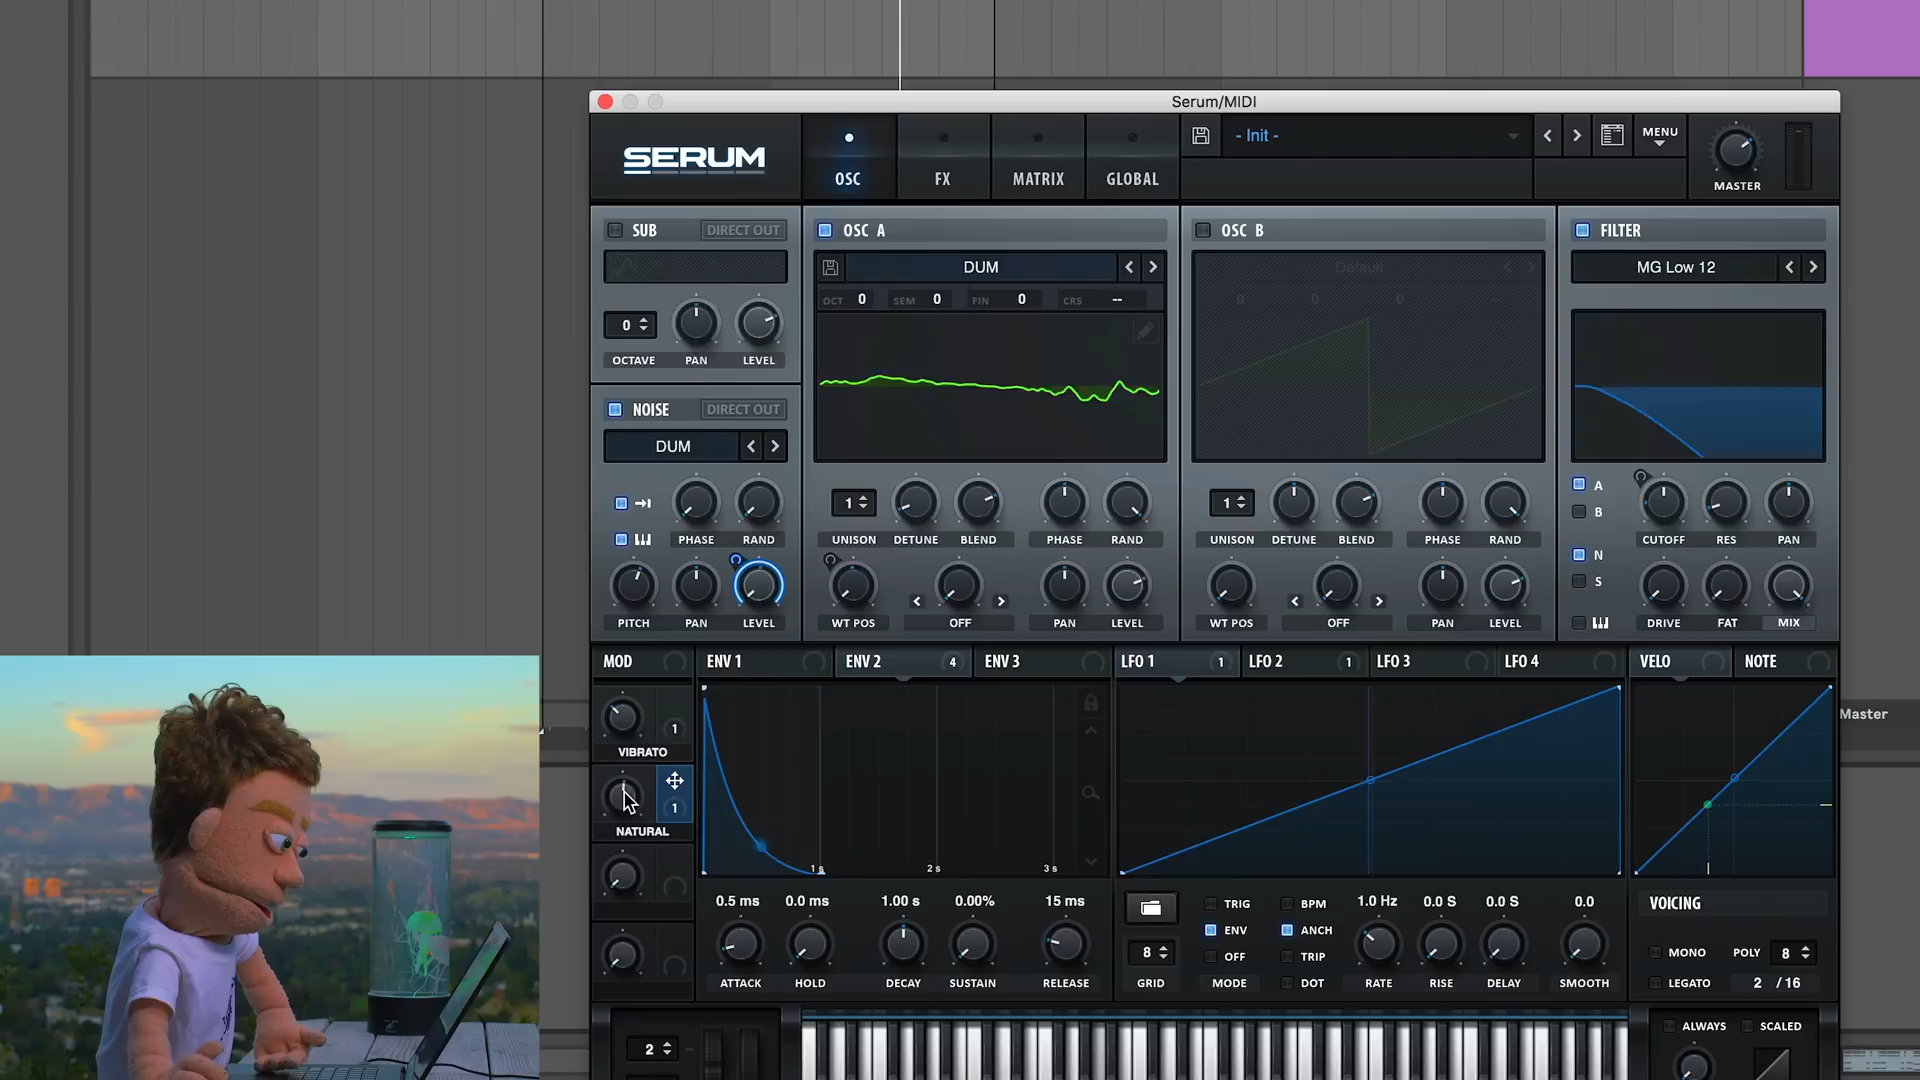 Serum/MIDI
SERUM
OSC
FX
MATRIX
GLOBAL
- Init -
MENU
MASTER
SUB
DIRECT OUT
0
OCTAVE
PAN
LEVEL
NOISE
DIRECT OUT
DUM
PHASE
RAND
PITCH
PAN
LEVEL
OSC A
DUM
OCT 0
SEM 0
FIN 0
CRS --
1
UNISON
DETUNE
BLEND
PHASE
RAND
WT POS
OFF
PAN
LEVEL
OSC B
Default
0
0
0
--
1
UNISON
DETUNE
BLEND
PHASE
RAND
WT POS
OFF
PAN
LEVEL
FILTER
MG Low 12
A
B
N
S
CUTOFF
RES
PAN
DRIVE
FAT
MIX
MOD
ENV 1
ENV 2
4
ENV 3
LFO 1
1
LFO 2
1
LFO 3
LFO 4
VELO
NOTE
1
VIBRATO
1
NATURAL
1 s
2 s
3 s
0.5 ms
0.0 ms
1.00 s
0.00%
15 ms
ATTACK
HOLD
DECAY
SUSTAIN
RELEASE
8
GRID
TRIG
ENV
OFF
MODE
BPM
ANCH
TRIP
DOT
1.0 Hz
0.0 S
0.0 S
0.0
RATE
RISE
DELAY
SMOOTH
VOICING
MONO
POLY
8
LEGATO
2 / 16
2
ALWAYS
SCALED
Master